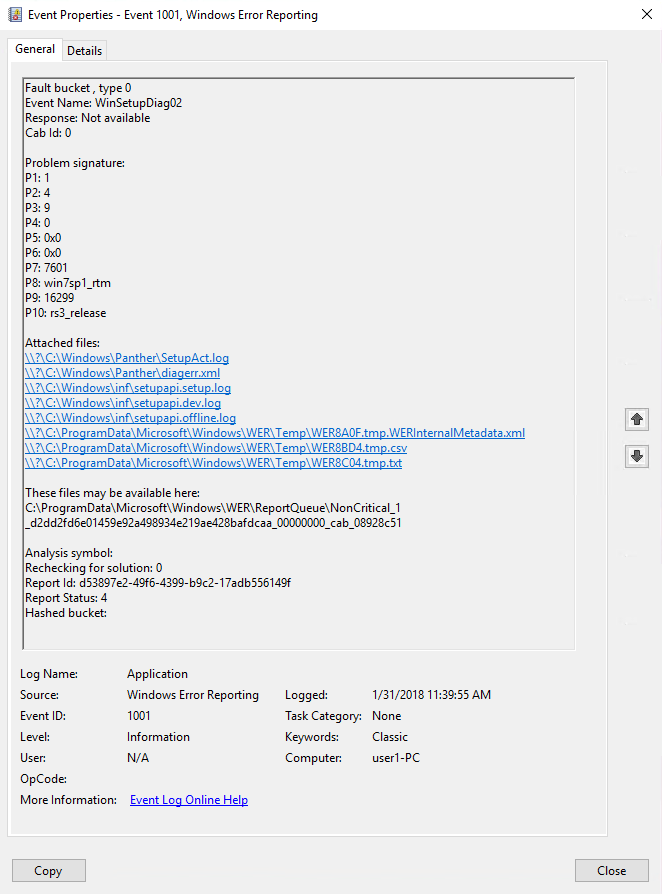 Event Properties - Event 1001, Windows Error Reporting
General
Details
Fault bucket , type 0
Event Name: WinSetupDiag02
Response: Not available
Cab Id: 0
Problem signature:
P1: 1
P2: 4
P3: 9
P4: 0
P5: 0x0
P6: 0x0
P7: 7601
P8: win7sp1_rtm
P9: 16299
P10: rs3_release
Attached files:
\\?\C:\Windows\Panther\SetupAct.log
\\?\C:\Windows\Panther\diagerr.xml
\\?\C:\Windows\inf\setupapi.setup.log
\\?\C:\Windows\inf\setupapi.dev.log
\\?\C:\Windows\inf\setupapi.offline.log
\\?\C:\ProgramData\Microsoft\Windows\WER\Temp\WER8A0F.tmp.WERInternalMetadata.xml
\\?\C:\ProgramData\Microsoft\Windows\WER\Temp\WER8BD4.tmp.csv
\\?\C:\ProgramData\Microsoft\Windows\WER\Temp\WER8C04.tmp.txt
These files may be available here:
C:\ProgramData\Microsoft\Windows\WER\ReportQueue\NonCritical_1
_d2dd2fd6e01459e92a498934e219ae428bafdcaa_00000000_cab_08928c51
Analysis symbol:
Rechecking for solution: 0
Report Id: d53897e2-49f6-4399-b9c2-17adb556149f
Report Status: 4
Hashed bucket:
Log Name: Application
Source: Windows Error Reporting Logged: 1/31/2018 11:39:55 AM
Event ID: 1001 Task Category: None
Level: Information Keywords: Classic
User: N/A Computer: user1-PC
OpCode:
More Information: Event Log Online Help
Copy
Close